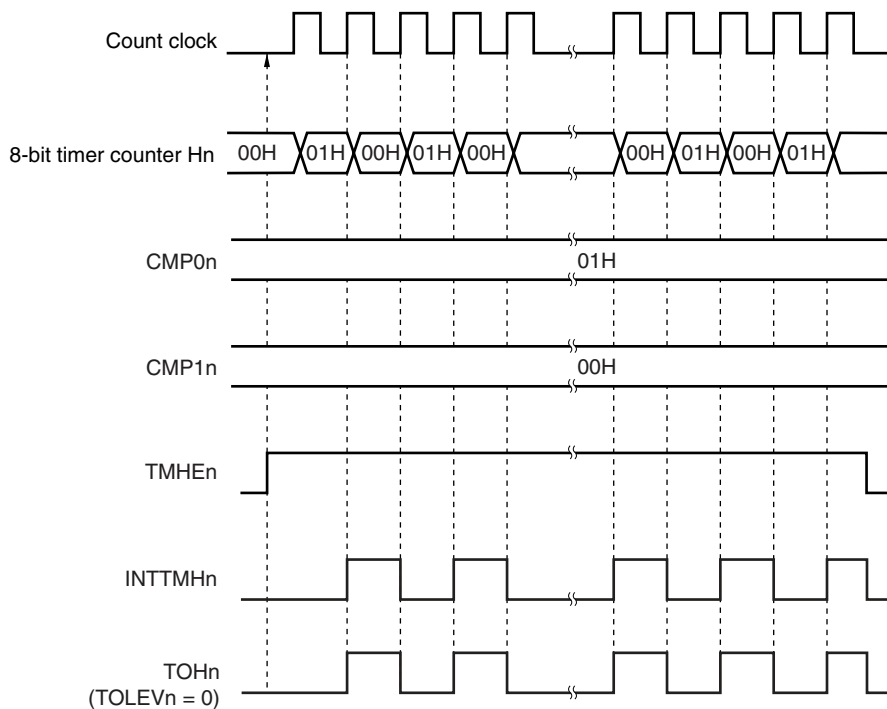 Count clock
8-bit timer counter Hn 00H 01H 00H 01H 00H 00H 01H 00H 01H
CMP0n 01H
CMP1n 00H
TMHEn
INTTMHn
TOHn
(TOLEVn = 0)